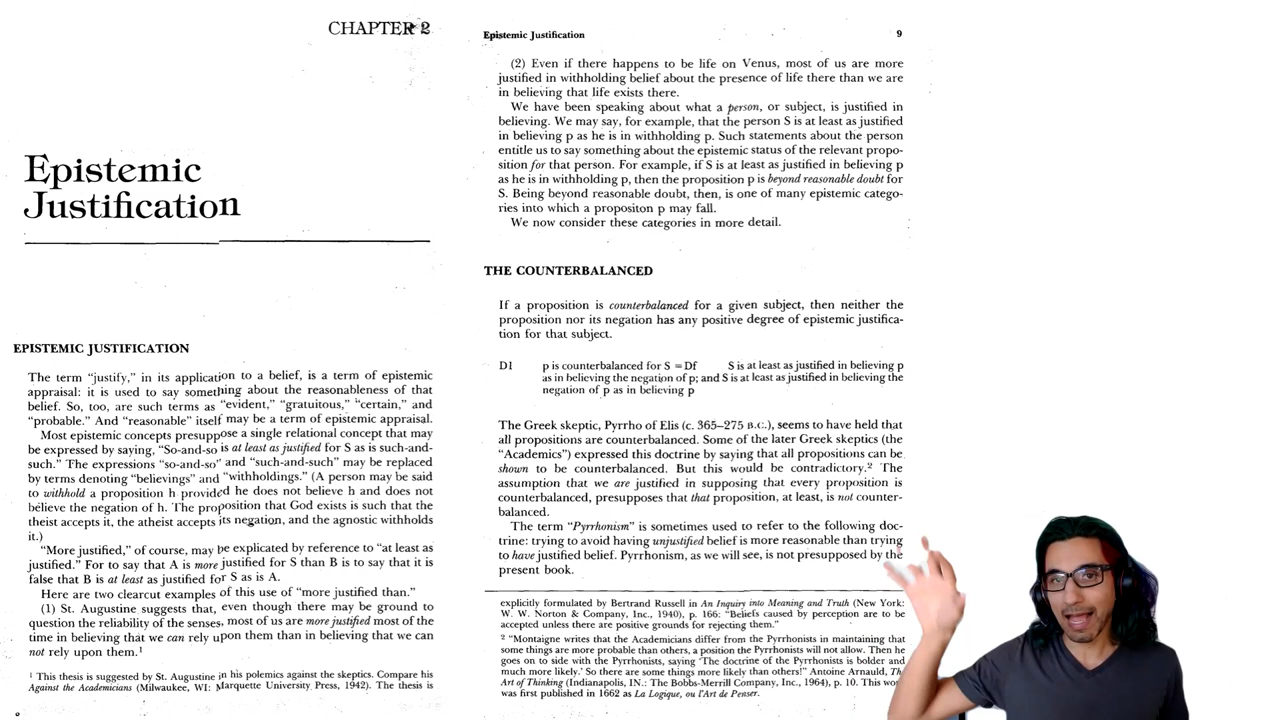 CHAPTER 2
Epistemic
Justification
EPISTEMIC JUSTIFICATION
The term “justify,” in its application to a belief, is a term of epistemic
appraisal: it is used to say something about the reasonableness of that
belief. So, too, are such terms as “evident,” “gratuitous,” “certain,” and
“probable.” And “reasonable” itself may be a term of epistemic appraisal.
Most epistemic concepts presuppose a single relational concept that may
be expressed by saying, “So-and-so is at least as justified for S as is such-and-
such.” The expressions “so-and-so” and “such-and-such” may be replaced
by terms denoting “believings” and “withholdings.” (A person may be said
to withhold a proposition h provided he does not believe h and does not
believe the negation of h. The proposition that God exists is such that the
theist accepts it, the atheist accepts its negation, and the agnostic withholds
it.)
“More justified,” of course, may be explicated by reference to “at least as
justified.” For to say that A is more justified for S than B is to say that it is
false that B is at least as justified for S as is A.
Here are two clearcut examples of this use of “more justified than.”
(1) St. Augustine suggests that, even though there may be ground to
question the reliability of the senses, most of us are more justified most of the
time in believing that we can rely upon them than in believing that we can
not rely upon them.1
1 This thesis is suggested by St. Augustine in his polemics against the skeptics. Compare his
Against the Academicians (Milwaukee, WI: Marquette University Press, 1942). The thesis is
8
Epistemic Justification 9
(2) Even if there happens to be life on Venus, most of us are more
justified in withholding belief about the presence of life there than we are
in believing that life exists there.
We have been speaking about what a person, or subject, is justified in
believing. We may say, for example, that the person S is at least as justified
in believing p as he is in withholding p. Such statements about the person
entitle us to say something about the epistemic status of the relevant propo-
sition for that person. For example, if S is at least as justified in believing p
as he is in withholding p, then the proposition p is beyond reasonable doubt for
S. Being beyond reasonable doubt, then, is one of many epistemic catego-
ries into which a propositon p may fall.
We now consider these categories in more detail.
THE COUNTERBALANCED
If a proposition is counterbalanced for a given subject, then neither the
proposition nor its negation has any positive degree of epistemic justifica-
tion for that subject.
D1 p is counterbalanced for S =Df S is at least as justified in believing p
as in believing the negation of p; and S is at least as justified in believing the
negation of p as in believing p
The Greek skeptic, Pyrrho of Elis (c. 365–275 B.C.), seems to have held that
all propositions are counterbalanced. Some of the later Greek skeptics (the
“Academics”) expressed this doctrine by saying that all propositions can be
shown to be counterbalanced. But this would be contradictory.2 The
assumption that we are justified in supposing that every proposition is
counterbalanced, presupposes that that proposition, at least, is not counter-
balanced.
The term “Pyrrhonism” is sometimes used to refer to the following doc-
trine: trying to avoid having unjustified belief is more reasonable than trying
to have justified belief. Pyrrhonism, as we will see, is not presupposed by the
present book.
explicitly formulated by Bertrand Russell in An Inquiry into Meaning and Truth (New York:
W. W. Norton & Company, Inc., 1940), p. 166: “Beliefs caused by perception are to be
accepted unless there are positive grounds for rejecting them.”
2 “Montaigne writes that the Academicians differ from the Pyrrhonists in maintaining that
some things are more probable than others, a position the Pyrrhonists will not allow. Then he
goes on to side with the Pyrrhonists, saying ‘The doctrine of the Pyrrhonists is bolder and
much more likely.’ So there are some things more likely than others!” Antoine Arnauld, Th
Art of Thinking (Indianapolis, IN.: The Bobbs-Merrill Company, Inc., 1964), p. 10. This wor
was first published in 1662 as La Logique, ou l’Art de Penser.